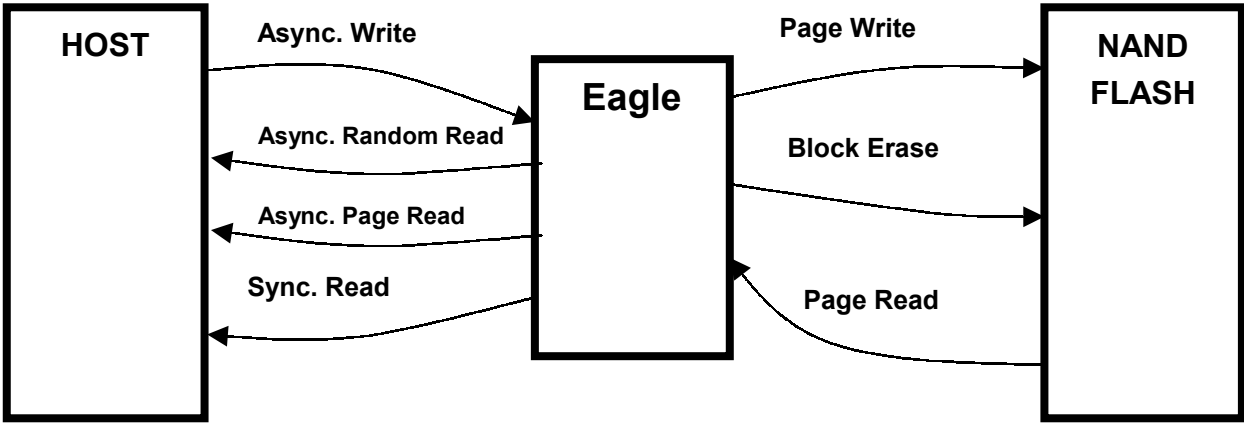 HOST
Async. Write
Async. Random Read
Async. Page Read
Sync. Read
Eagle
Page Write
Block Erase
Page Read
NAND
FLASH